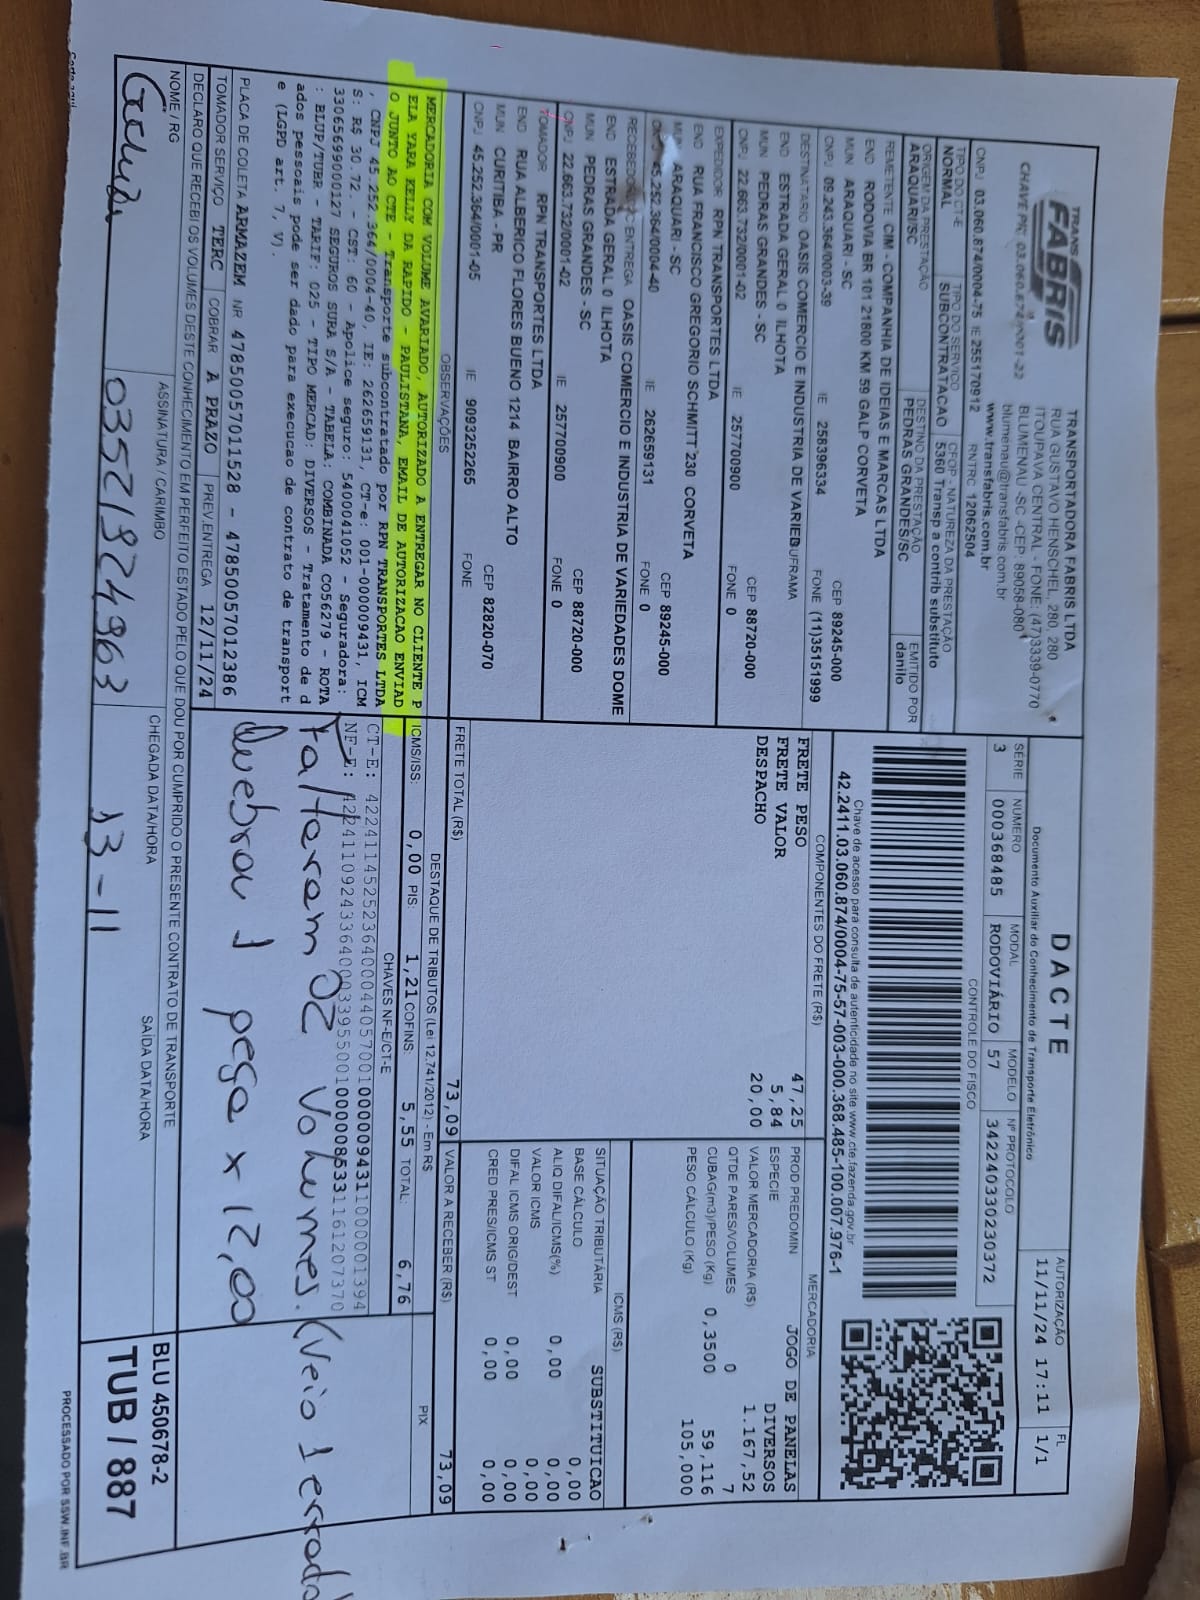 TRANS
FABRIS
CHAVE PR: 03.060.874/0001-22
TRANSPORTADORA FABRIS LTDA
RUA GUSTAVO HENSCHEL, 280, 280
ITOUPAVA CENTRAL - FONE: (47)3339-0770
BLUMENAU -SC -CEP: 89058-080
blumenau@transfabris.com.br
www.transfabris.com.br
CNPJ 03.060.874/0004-75 IE 255170912 RNTRC 12062504
DACTE
Documento Auxiliar do Conhecimento de Transporte Eletrônico
AUTORIZAÇÃO
11/11/24 17:11
FL
1/1
SÉRIE
3
NÚMERO
000368485
MODAL
RODOVIÁRIO
MODELO
57
Nº PROTOCOLO
342240330230372
CONTROLE DO FISCO
Chave de acesso para consulta de autenticidade no site www.cte.fazenda.gov.br
42.2411.03.060.874/0004-75-57-003-000.368.485-100.007.976-1
TIPO DO CT-E
NORMAL
TIPO DO SERVICO
SUBCONTRATACAO
CFOP - NATUREZA DA PRESTAÇÃO
5360 Transp a contrib substituto
ORIGEM DA PRESTAÇÃO
ARAQUARI/SC
DESTINO DA PRESTAÇÃO
PEDRAS GRANDES/SC
EMITIDO POR
danilo
REMETENTE CIM - COMPANHIA DE IDEIAS E MARCAS LTDA
END RODOVIA BR 101 21800 KM 59 GALP CORVETA
MUN ARAQUARI - SC CEP 89245-000
CNPJ 09.243.364/0003-39 IE 258396334 FONE (11)35151999
DESTINATARIO OASIS COMERCIO E INDUSTRIA DE VARIED SUFRAMA
END ESTRADA GERAL 0 ILHOTA
MUN PEDRAS GRANDES - SC CEP 88720-000
CNPJ 22.663.732/0001-02 IE 257700900 FONE 0
EXPEDIDOR RPN TRANSPORTES LTDA
END RUA FRANCISCO GREGORIO SCHMITT 230 CORVETA
MUN ARAQUARI - SC CEP 89245-000
CNPJ 45.252.364/0004-40 IE 262659131 FONE 0
RECEBEDOR/LC ENTREGA OASIS COMERCIO E INDUSTRIA DE VARIEDADES DOME
END ESTRADA GERAL 0 ILHOTA
MUN PEDRAS GRANDES - SC CEP 88720-000
CNPJ 22.663.732/0001-02 IE 257700900 FONE 0
TOMADOR RPN TRANSPORTES LTDA
END RUA ALBERICO FLORES BUENO 1214 BAIRRO ALTO
MUN CURITIBA - PR CEP 82820-070
CNPJ 45.252.364/0001-05 IE 9093252265 FONE
COMPONENTES DO FRETE (R$)
FRETE PESO 47,25
FRETE VALOR 5,84
DESPACHO 20,00
FRETE TOTAL (R$) 73,09
MERCADORIA
PROD PREDOMIN JOGO DE PANELAS
ESPECIE DIVERSOS
VALOR MERCADORIA (R$) 1.167,52
QTDE PARES/VOLUMES 0 7
CUBAG(m3)/PESO (Kg) 0,3500 59,116
PESO CÁLCULO (Kg) 105,000
ICMS (R$)
SITUAÇÃO TRIBUTÁRIA SUBSTITUICAO
BASE CÁLCULO 0,00
ALIQ DIFAL/ICMS(%) 0,00 0,00
VALOR ICMS 0,00
DIFAL ICMS ORIG/DEST 0,00 0,00
CRED PRES/ICMS ST 0,00 0,00
VALOR A RECEBER (R$) 73,09
OBSERVAÇÕES
MERCADORIA COM VOLUME AVARIADO, AUTORIZADO A ENTREGAR NO CLIENTE P
ELA YARA KELLY DA RAPIDO - PAULISTANA, EMAIL DE AUTORIZACAO ENVIAD
O JUNTO AO CTE - Transporte subcontratado por RPN TRANSPORTES LTDA
, CNPJ 45.252.364/0004-40, IE: 262659131, CT-e: 001-000009431, ICM
S: R$ 30.72. - CST: 60 - Apolice seguro: 5400041052 - Seguradora:
33065699000127 SEGUROS SURA S/A - TABELA: COMBINADA CO56279 - ROTA
: BLUP/TUBR - TARIF: 025 - TIPO MERCAD: DIVERSOS - Tratamento de d
ados pessoais pode ser dado para execucao de contrato de transport
e (LGPD art. 7, V).
DESTAQUE DE TRIBUTOS (Lei 12.741/2012) - Em R$
ICMS/ISS: 0,00 PIS: 1,21 COFINS: 5,55 TOTAL: 6,76
PIX
CHAVES NF-E/CT-E
CT-E: 42241145252364000440570010000094311000001394
NF-E: 42241109243364000339550010000085331161207370
Faltaram 02 Volumes. (Veio 1 errado
Quebrou 1 peça x 12,00
PLACA DE COLETA ARMAZEM NR 47850057011528 - 47850057012386
TOMADOR SERVIÇO TERC COBRAR A PRAZO PREV.ENTREGA 12/11/24
DECLARO QUE RECEBI OS VOLUMES DESTE CONHECIMENTO EM PERFEITO ESTADO PELO QUE DOU POR CUMPRIDO O PRESENTE CONTRATO DE TRANSPORTE
NOME / RG
ASSINATURA / CARIMBO
03521924963
CHEGADA DATA/HORA
13-11
SAÍDA DATA/HORA
BLU 450678-2
TUB / 887
Corte aqui
PROCESSADO POR SSW.INF.BR